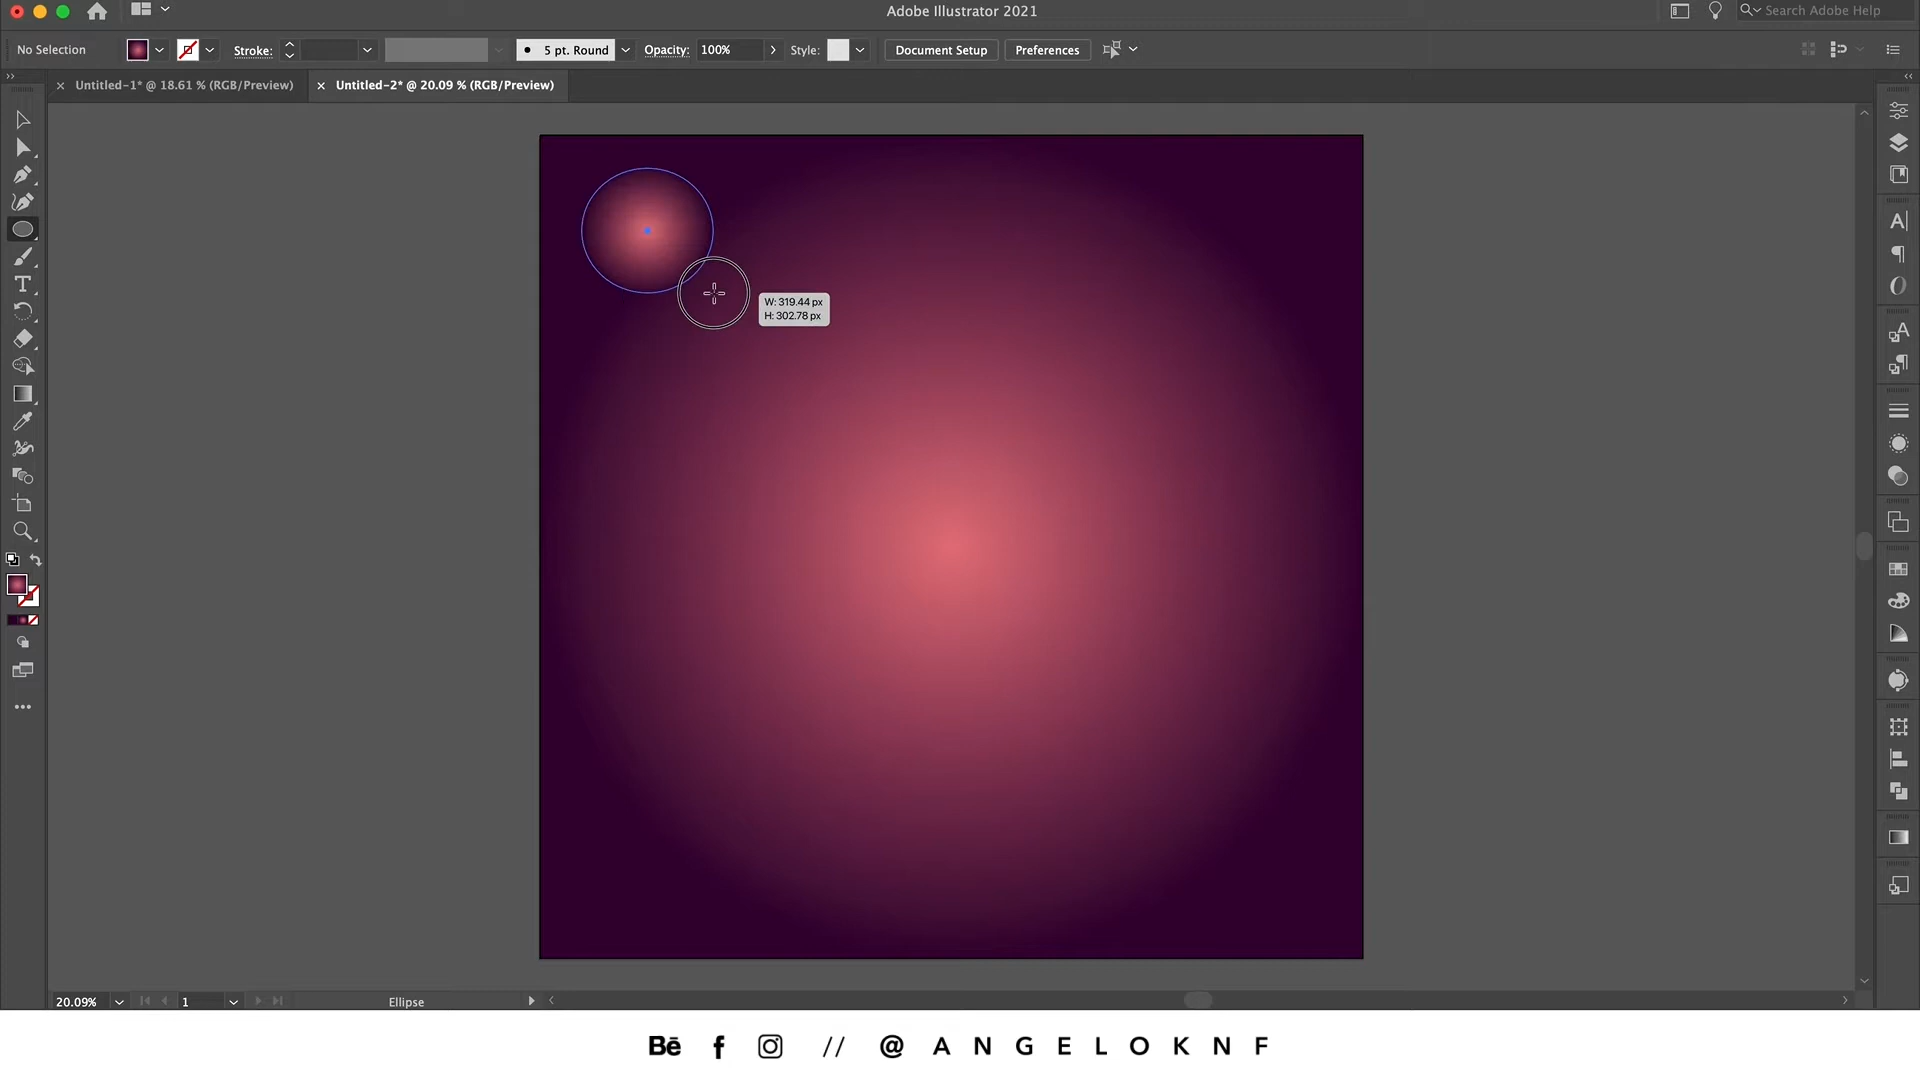 Adobe Illustrator 2021
Search Adobe Help
No Selection
Stroke:
5 pt. Round
Opacity: 100%
Style:
Document Setup
Preferences
Untitled-1* @ 18.61 % (RGB/Preview)
Untitled-2* @ 20.09 % (RGB/Preview)
W: 319.44 px
H: 302.78 px
20.09%
1
Ellipse
Bē f // @ANGELOKNF